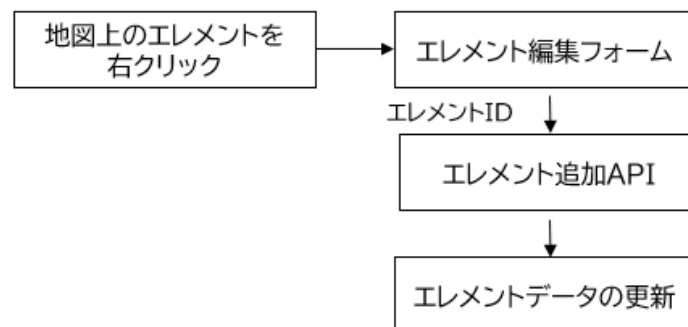 地図上のエレメントを
右クリック
エレメント編集フォーム
エレメントID
エレメント追加API
エレメントデータの更新